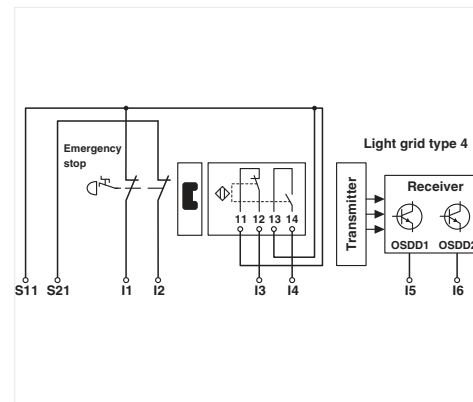 Emergency
stop
11 12 13 14
Light grid type 4
Transmitter
Receiver
OSDD1 OSDD2
S11 S21 I1 I2 I3 I4 I5 I6